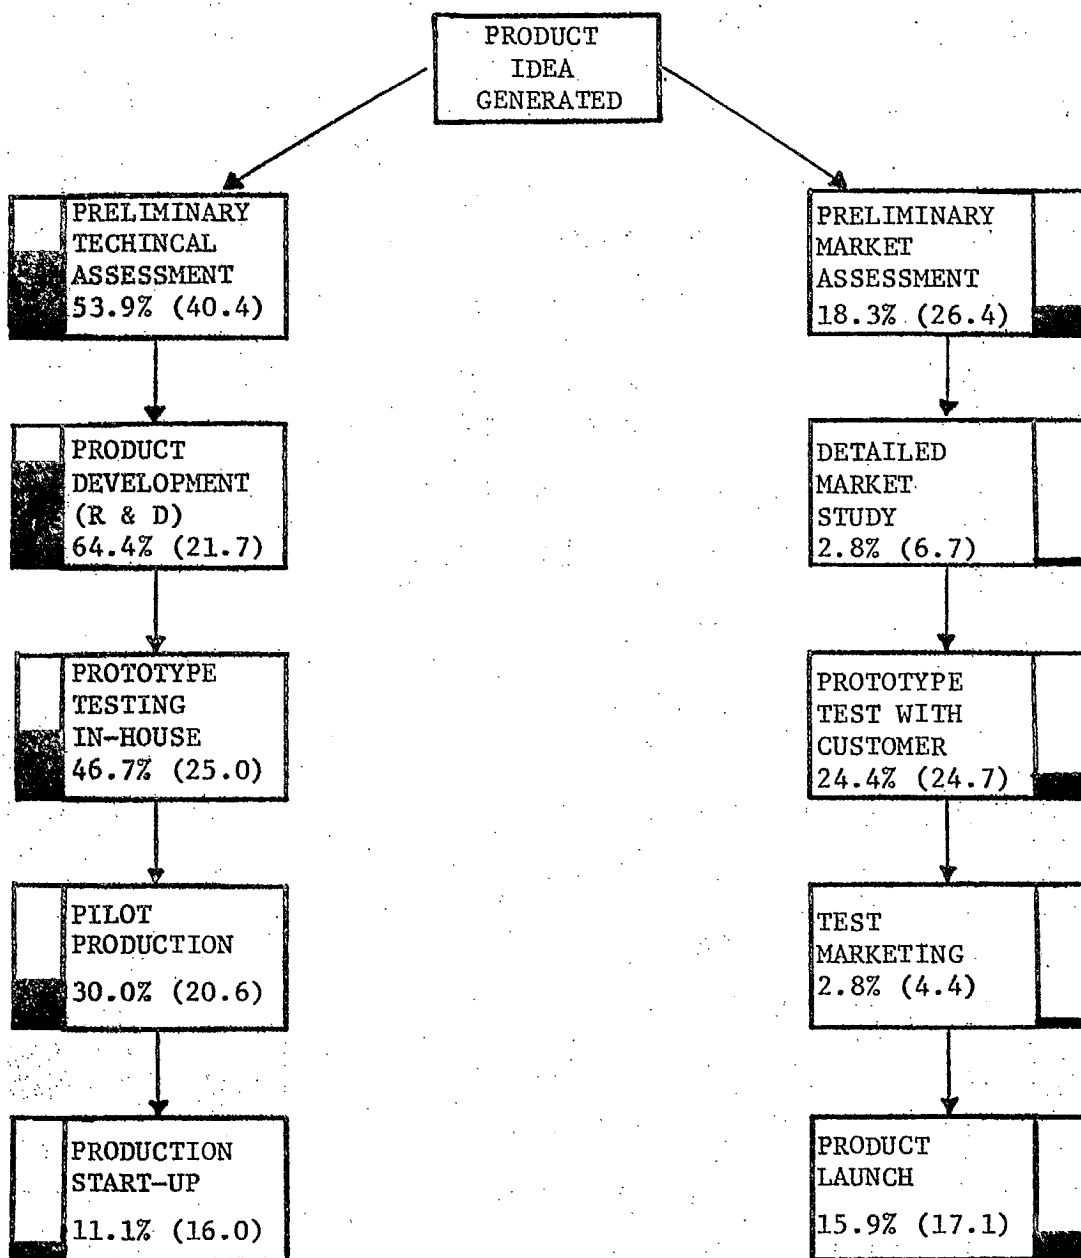 PRODUCT
IDEA
GENERATED
PRELIMINARY
TECHINCAL
ASSESSMENT
53.9% (40.4)
PRELIMINARY
MARKET
ASSESSMENT
18.3% (26.4)
PRODUCT
DEVELOPMENT
(R & D)
64.4% (21.7)
DETAILED
MARKET
STUDY
2.8% (6.7)
PROTOTYPE
TESTING
IN-HOUSE
46.7% (25.0)
PROTOTYPE
TEST WITH
CUSTOMER
24.4% (24.7)
PILOT
PRODUCTION
30.0% (20.6)
TEST
MARKETING
2.8% (4.4)
PRODUCTION
START-UP
11.1% (16.0)
PRODUCT
LAUNCH
15.9% (17.1)